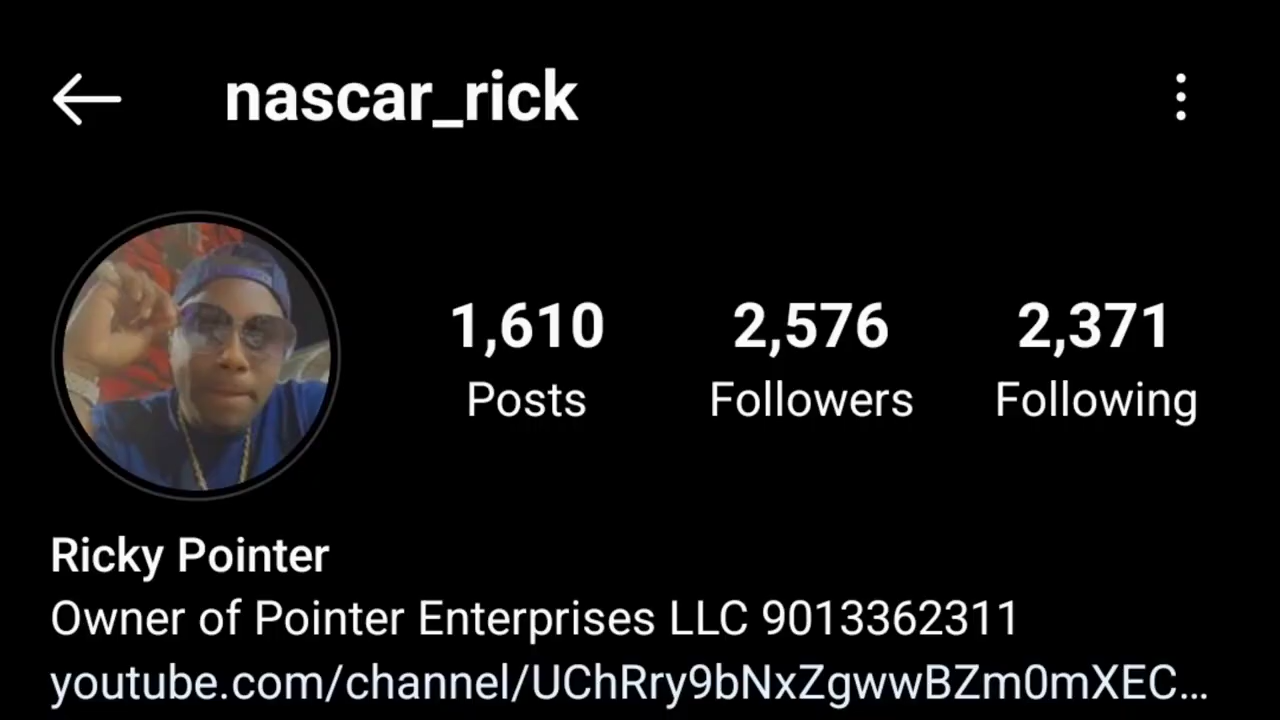 nascar_rick
1,610 2,576 2,371
Posts Followers Following
Ricky Pointer
Owner of Pointer Enterprises LLC 9013362311
youtube.com/channel/UChRry9bNxZgwwBZm0mXEC...